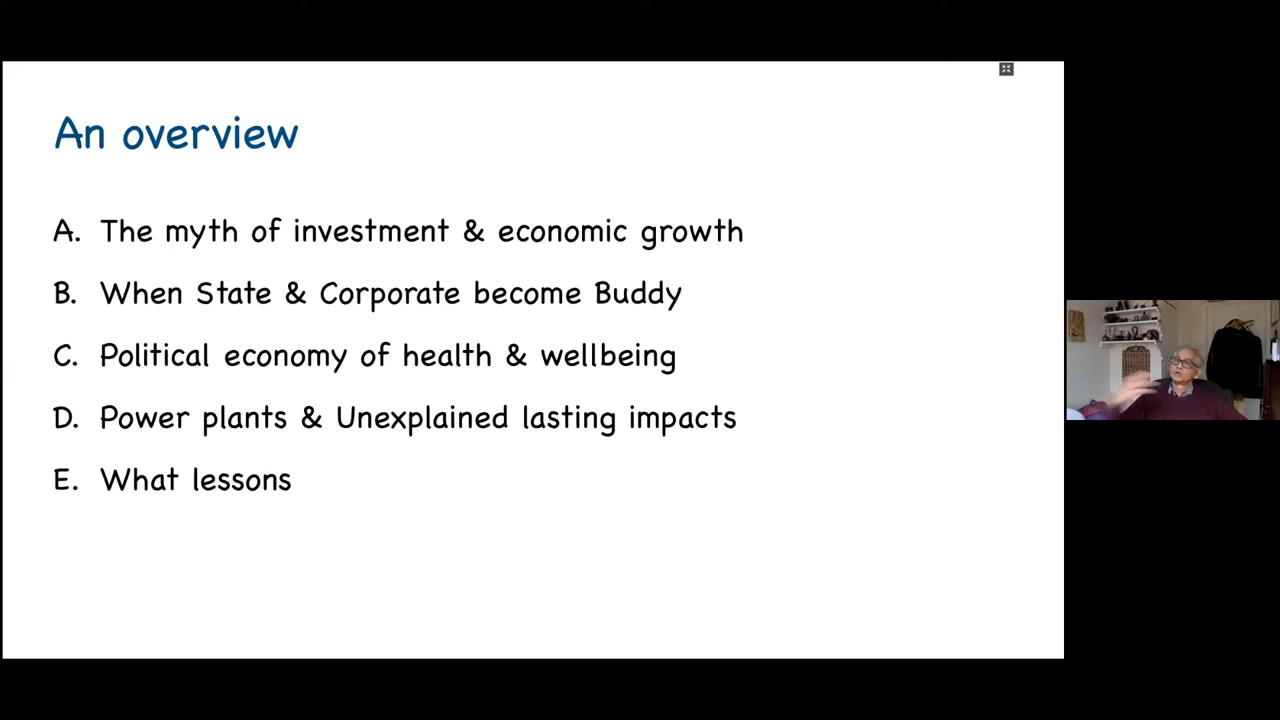 An overview
A. The myth of investment & economic growth
B. When State & Corporate become Buddy
C. Political economy of health & wellbeing
D. Power plants & Unexplained lasting impacts
E. What lessons